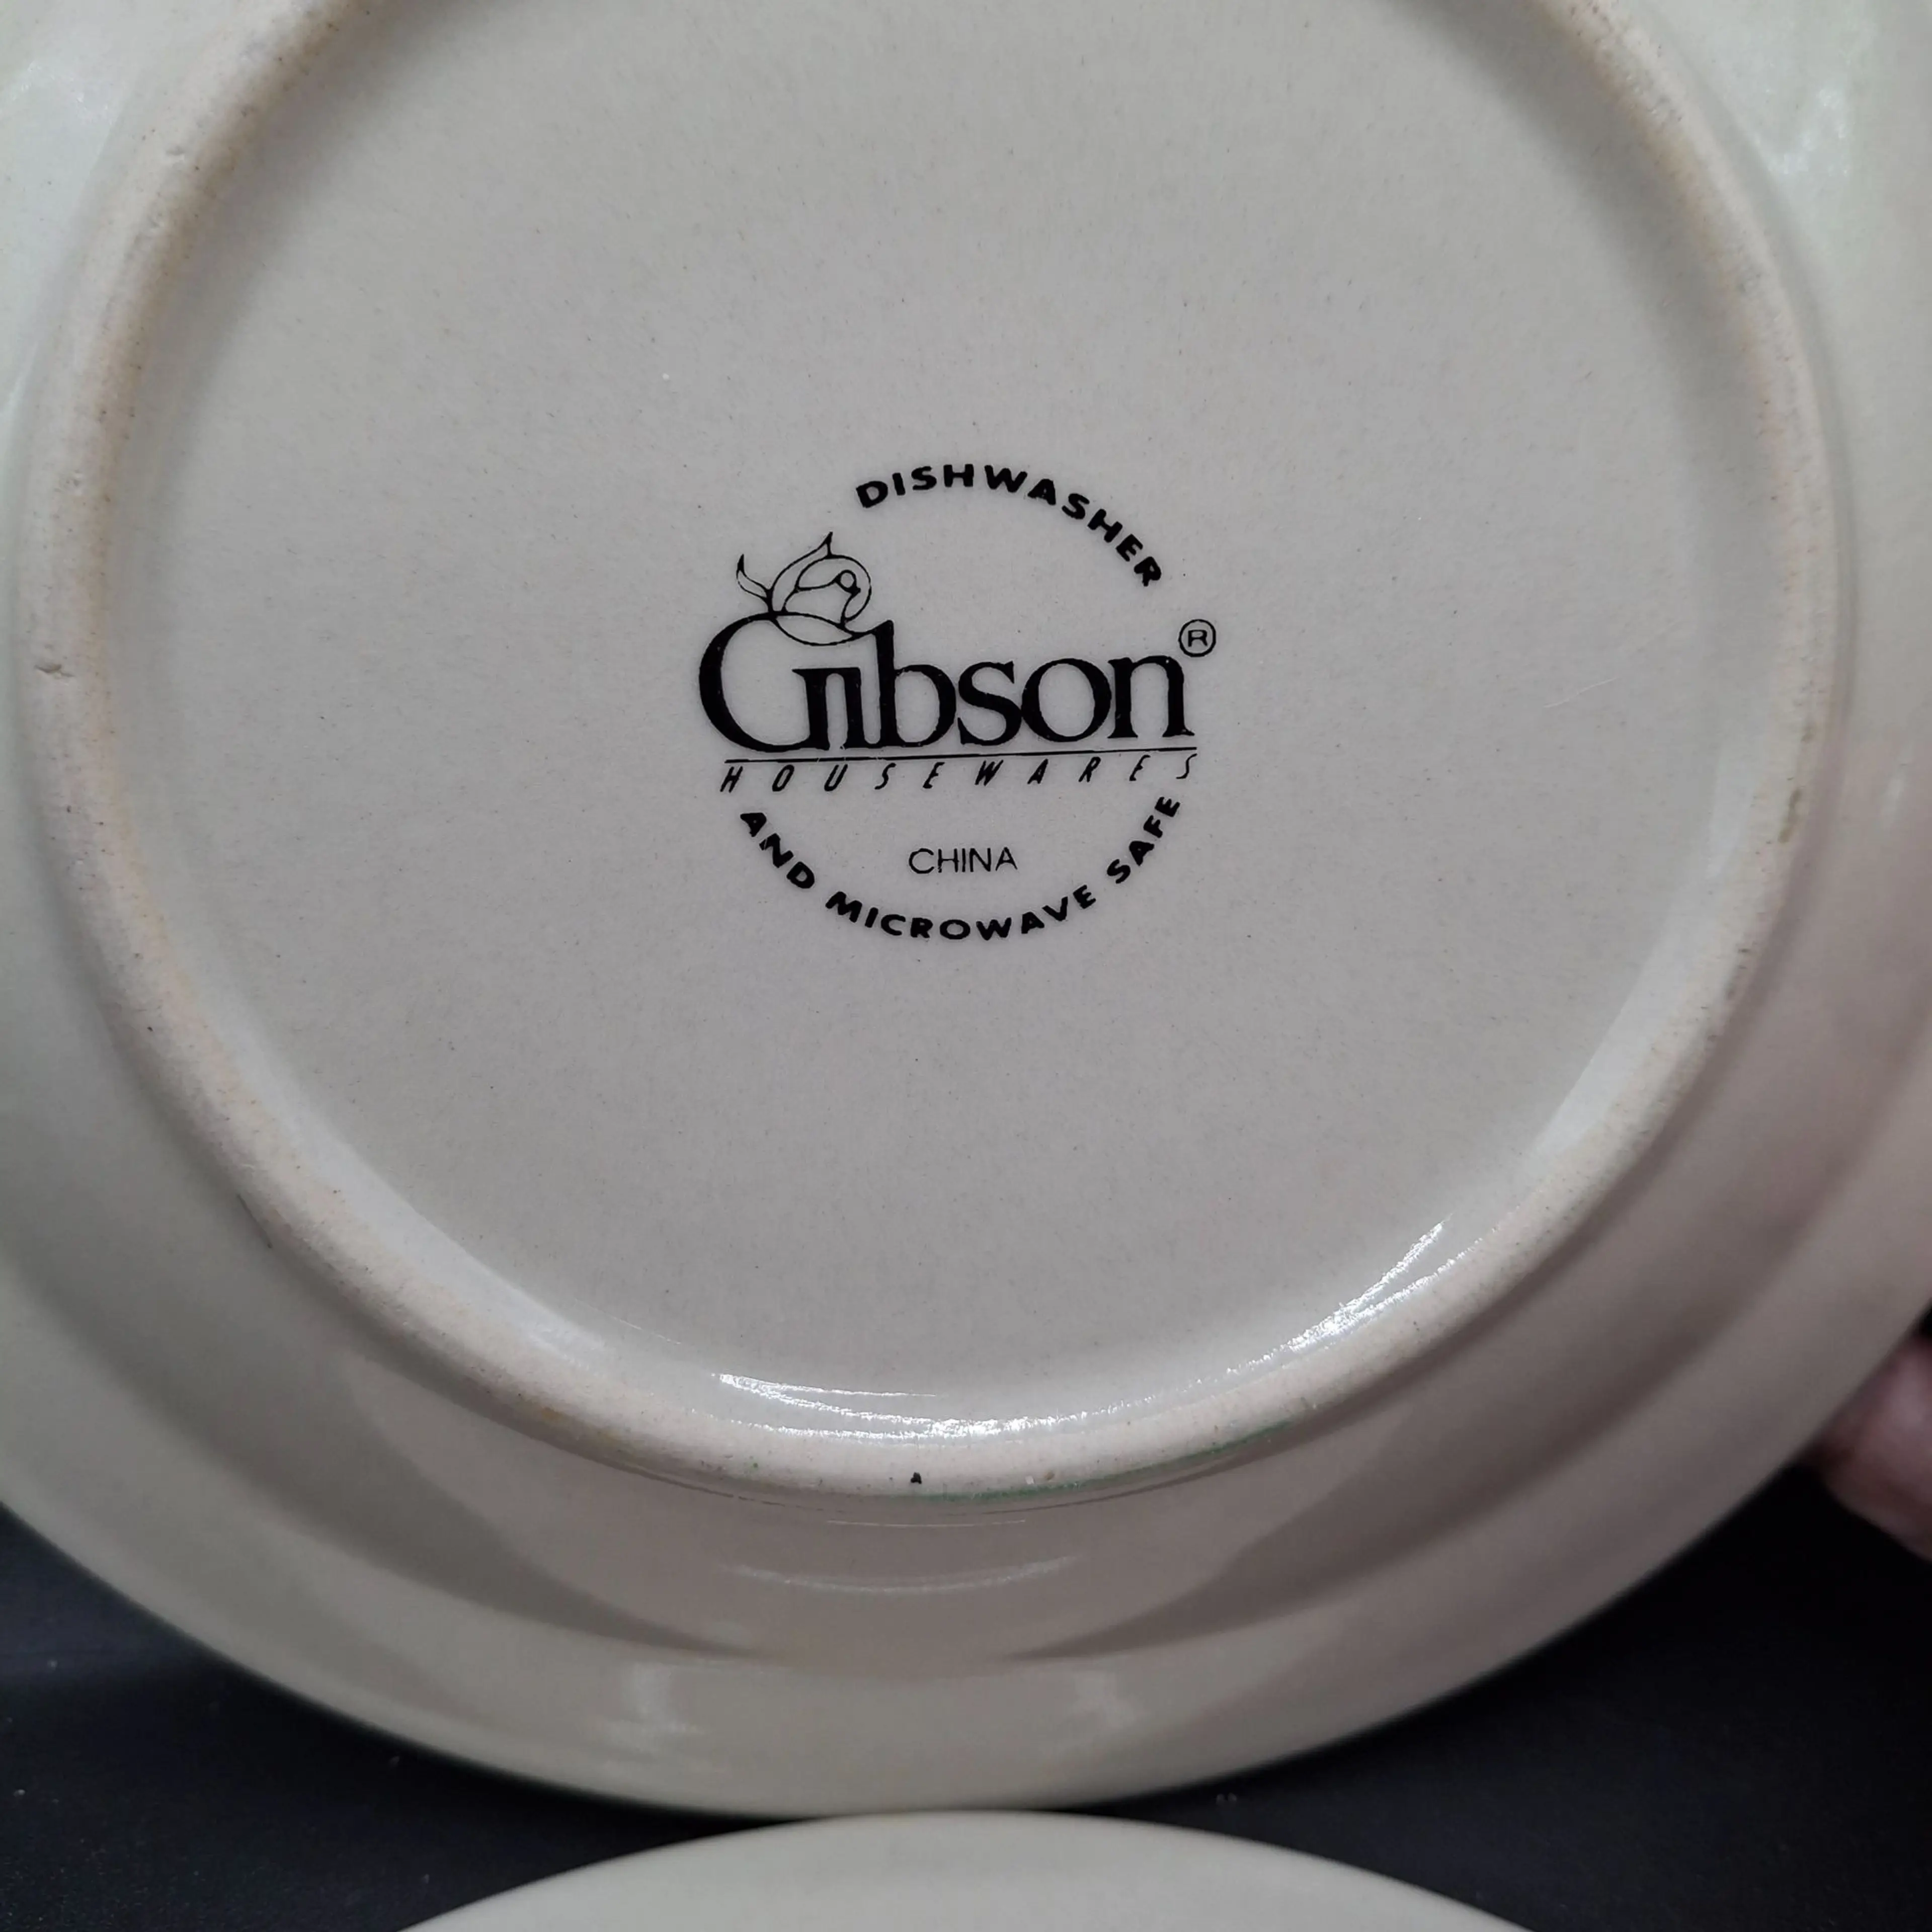 DISHWASHER
Gibson®
HOUSEWARES
CHINA
AND MICROWAVE SAFE